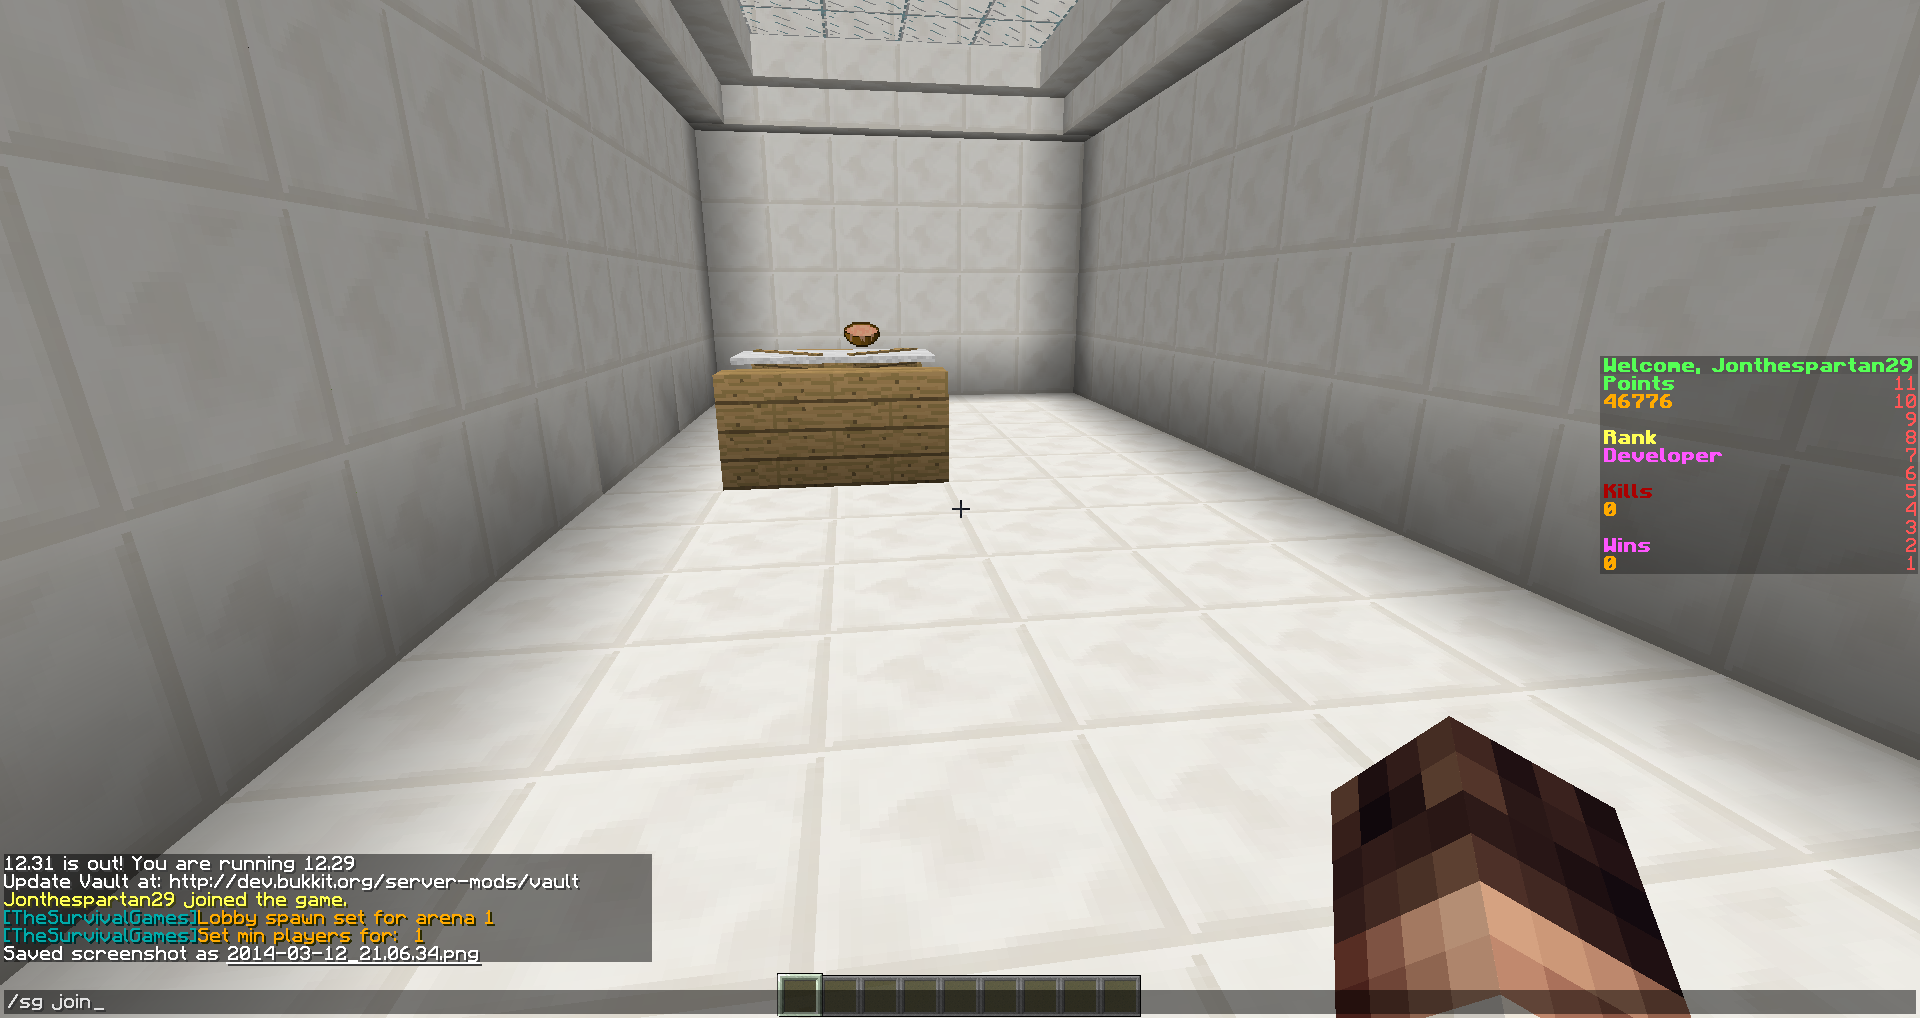 Welcome, Jonthespartan29
Points 11
46776 10
9
Rank 8
Developer 7
6
Kills 5
0 4
3
Wins 2
0 1
12.31 is out! You are running 12.29
Update Vault at: http://dev.bukkit.org/server-mods/vault
Jonthespartan29 joined the game.
[TheSurvivalGames]Lobby spawn set for arena 1
[TheSurvivalGames]Set min players for: 1
Saved screenshot as 2014-03-12_21.06.34.png
/sg join_